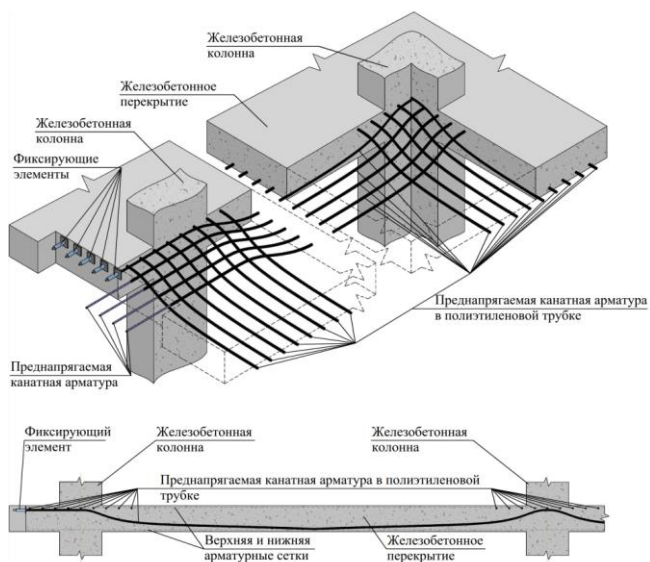 Железобетонная
колонна
Железобетонное
перекрытие
Железобетонная
колонна
Фиксирующие
элементы
Преднапрягаемая канатная арматура
в полиэтиленовой трубке
Преднапрягаемая
канатная арматура
Фиксирующий
элемент
Железобетонная
колонна
Железобетонная
колонна
Преднапрягаемая канатная арматура в полиэтиленовой
трубке
Верхняя и нижняя
арматурные сетки
Железобетонное
перекрытие